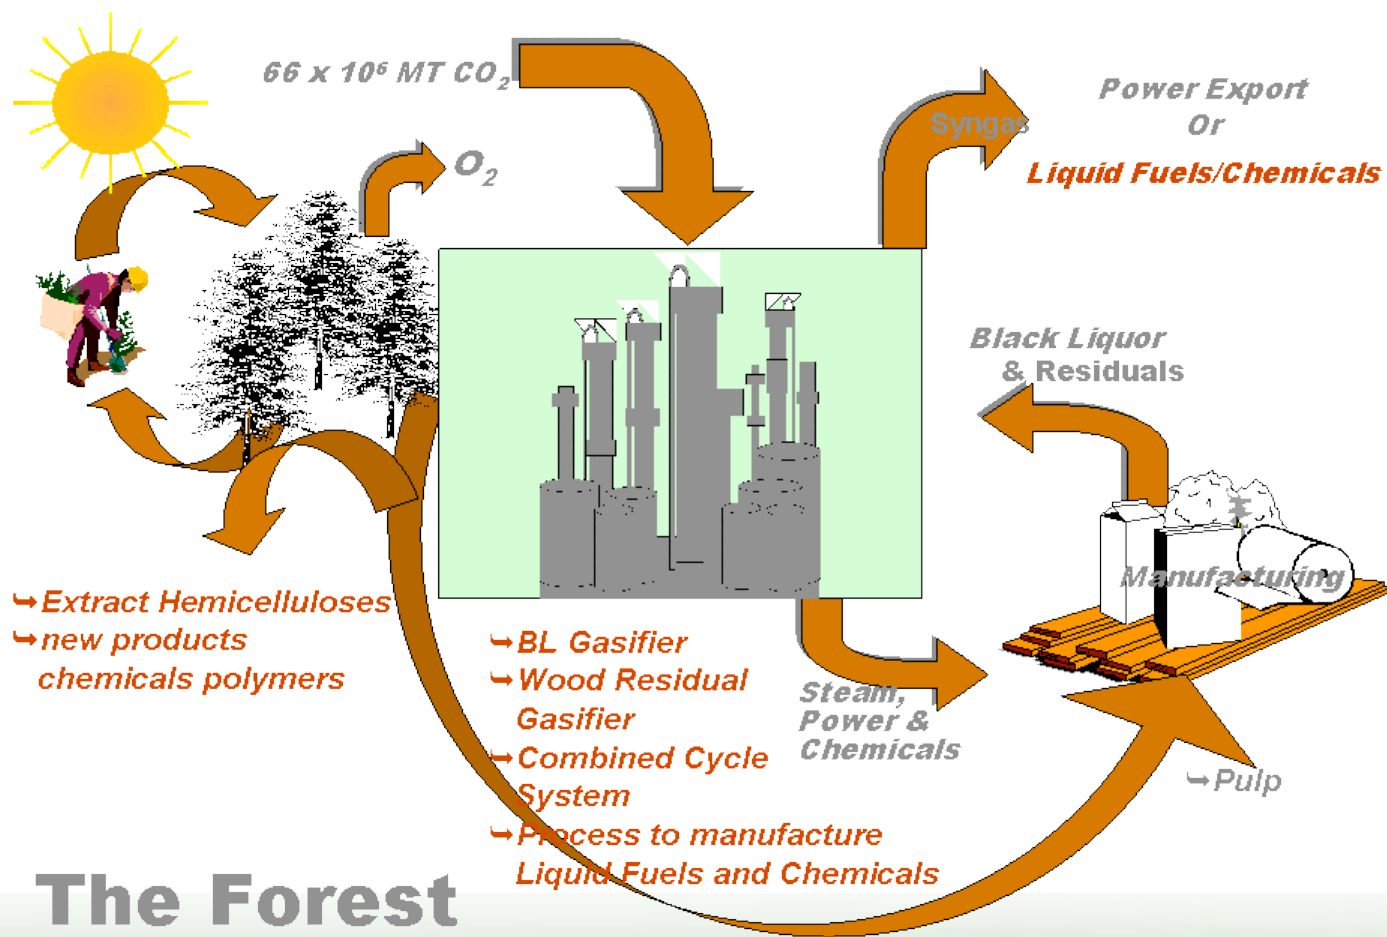 66 x 10⁶ MT CO₂
O₂
Syngas
Power Export
Or
Liquid Fuels/Chemicals
Black Liquor
& Residuals
Manufacturing
↪Extract Hemicelluloses
↪new products
chemicals polymers
↪BL Gasifier
↪Wood Residual
Gasifier
↪Combined Cycle
System
↪Process to manufacture
Liquid Fuels and Chemicals
Steam,
Power &
Chemicals
↪Pulp
The Forest